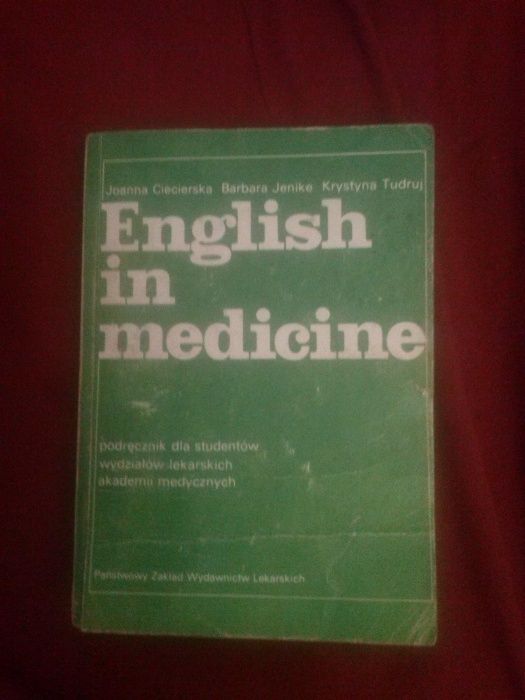 Joanna Ciecierska Barbara Jenike Krystyna Tudruj
English
in
medicine
podręcznik dla studentów
wydziałów lekarskich
akademii medycznych
Państwowy Zakład Wydawnictw Lekarskich